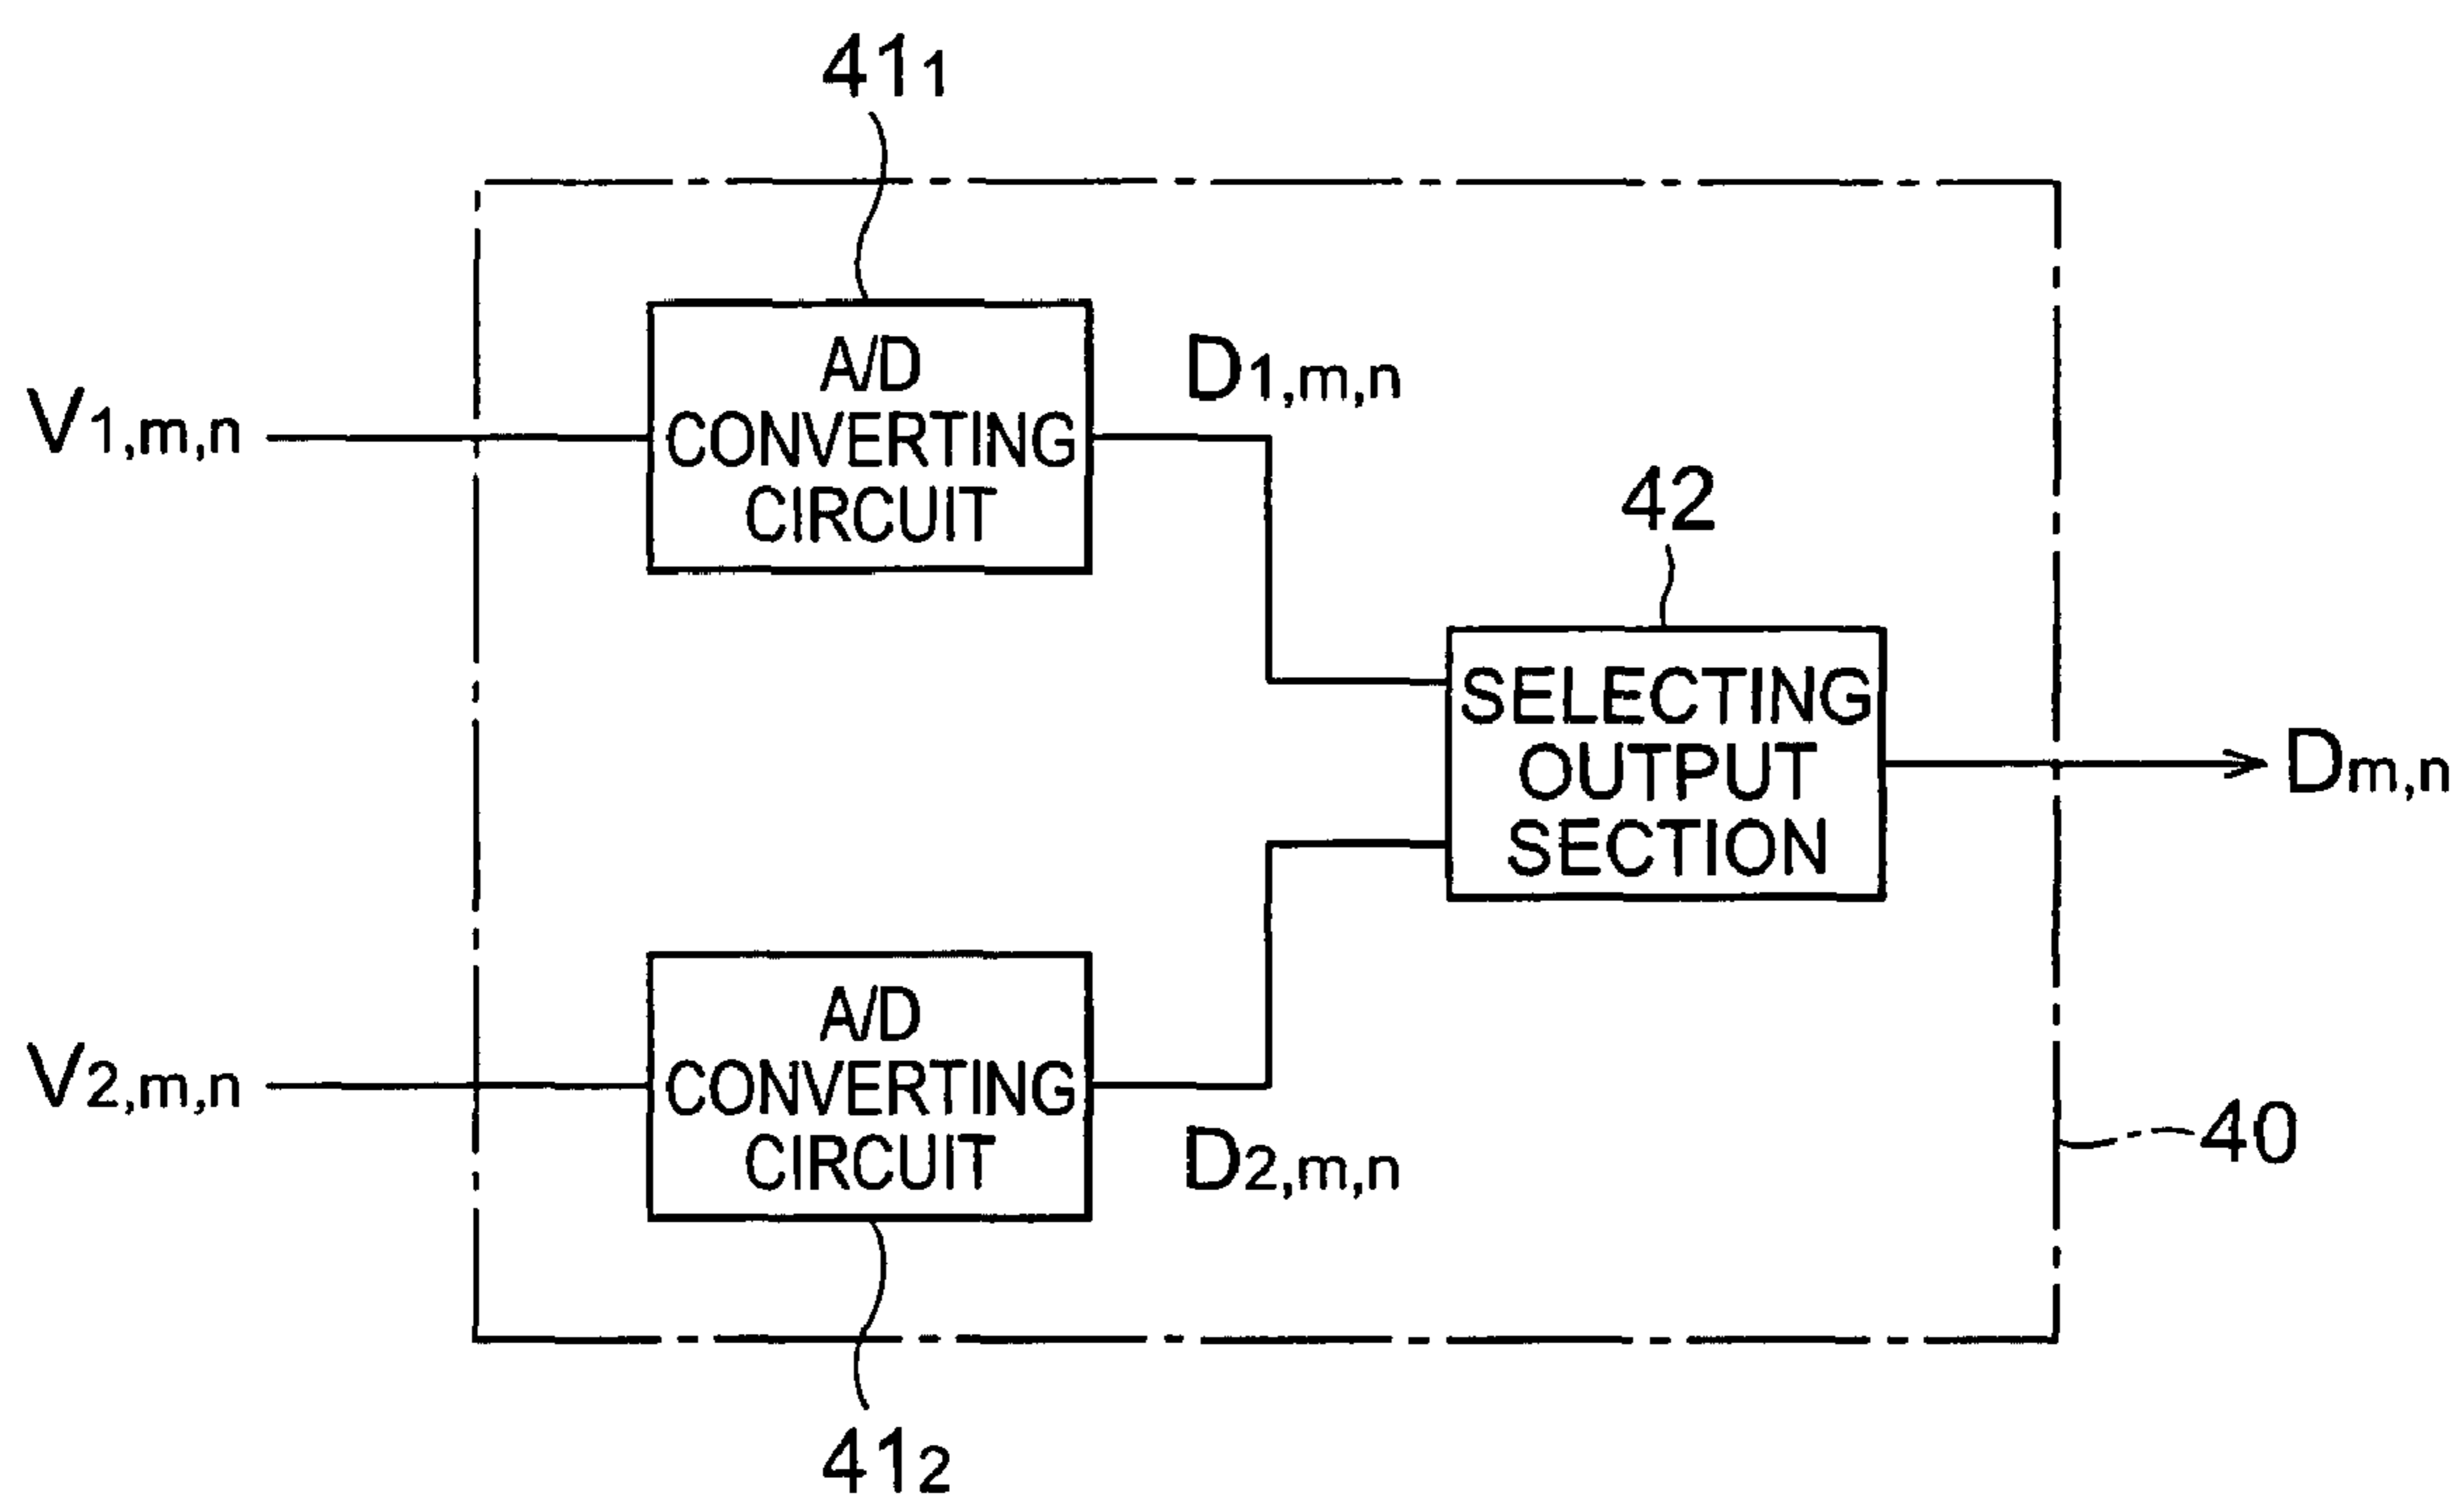 411
A/D
CONVERTING
CIRCUIT
V1,m,n
D1,m,n
42
SELECTING
OUTPUT
SECTION
Dm,n
A/D
CONVERTING
CIRCUIT
V2,m,n
D2,m,n
40
412